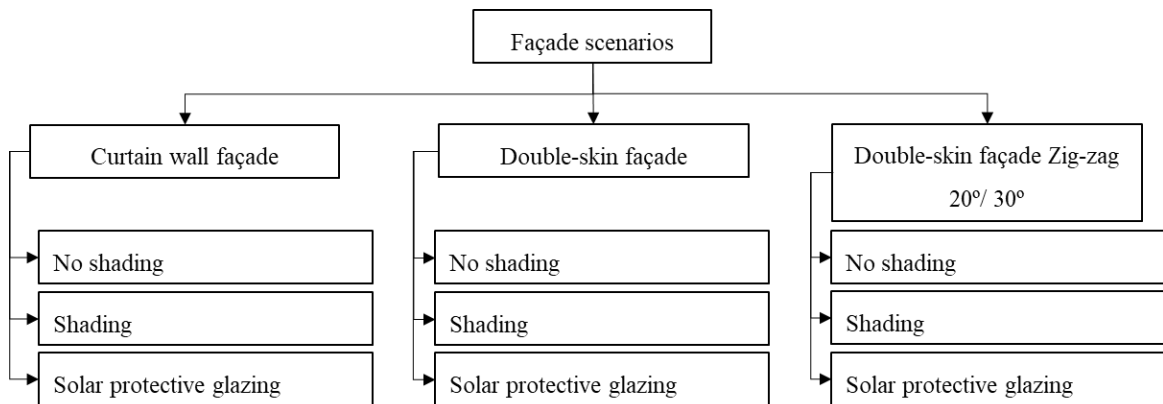 Façade scenarios
Curtain wall façade
Double-skin façade
Double-skin façade Zig-zag
20º/ 30º
No shading
Shading
Solar protective glazing
No shading
Shading
Solar protective glazing
No shading
Shading
Solar protective glazing